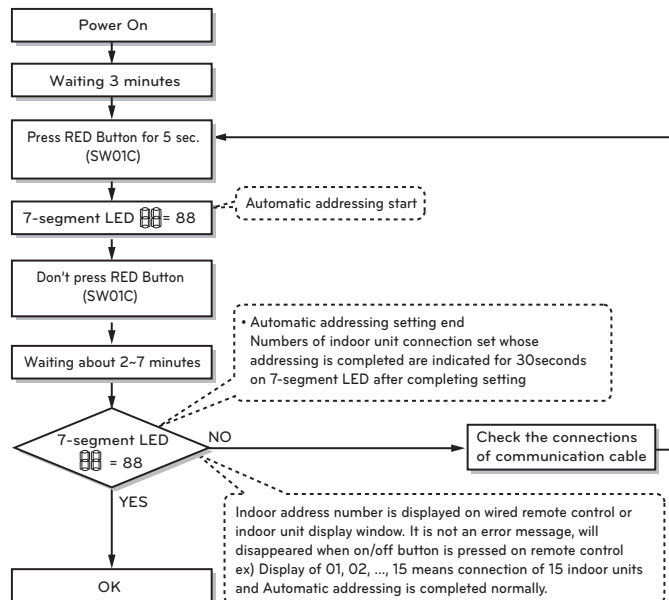 Power On
Waiting 3 minutes
Press RED Button for 5 sec.
(SW01C)
7-segment LED 88 = 88
Automatic addressing start
Don't press RED Button
(SW01C)
• Automatic addressing setting end
Numbers of indoor unit connection set whose
addressing is completed are indicated for 30seconds
on 7-segment LED after completing setting
Waiting about 2~7 minutes
7-segment LED
88 = 88
NO
Check the connections
of communication cable
YES
Indoor address number is displayed on wired remote control or
indoor unit display window. It is not an error message, will
disappeared when on/off button is pressed on remote control
ex) Display of 01, 02, ..., 15 means connection of 15 indoor units
and Automatic addressing is completed normally.
OK